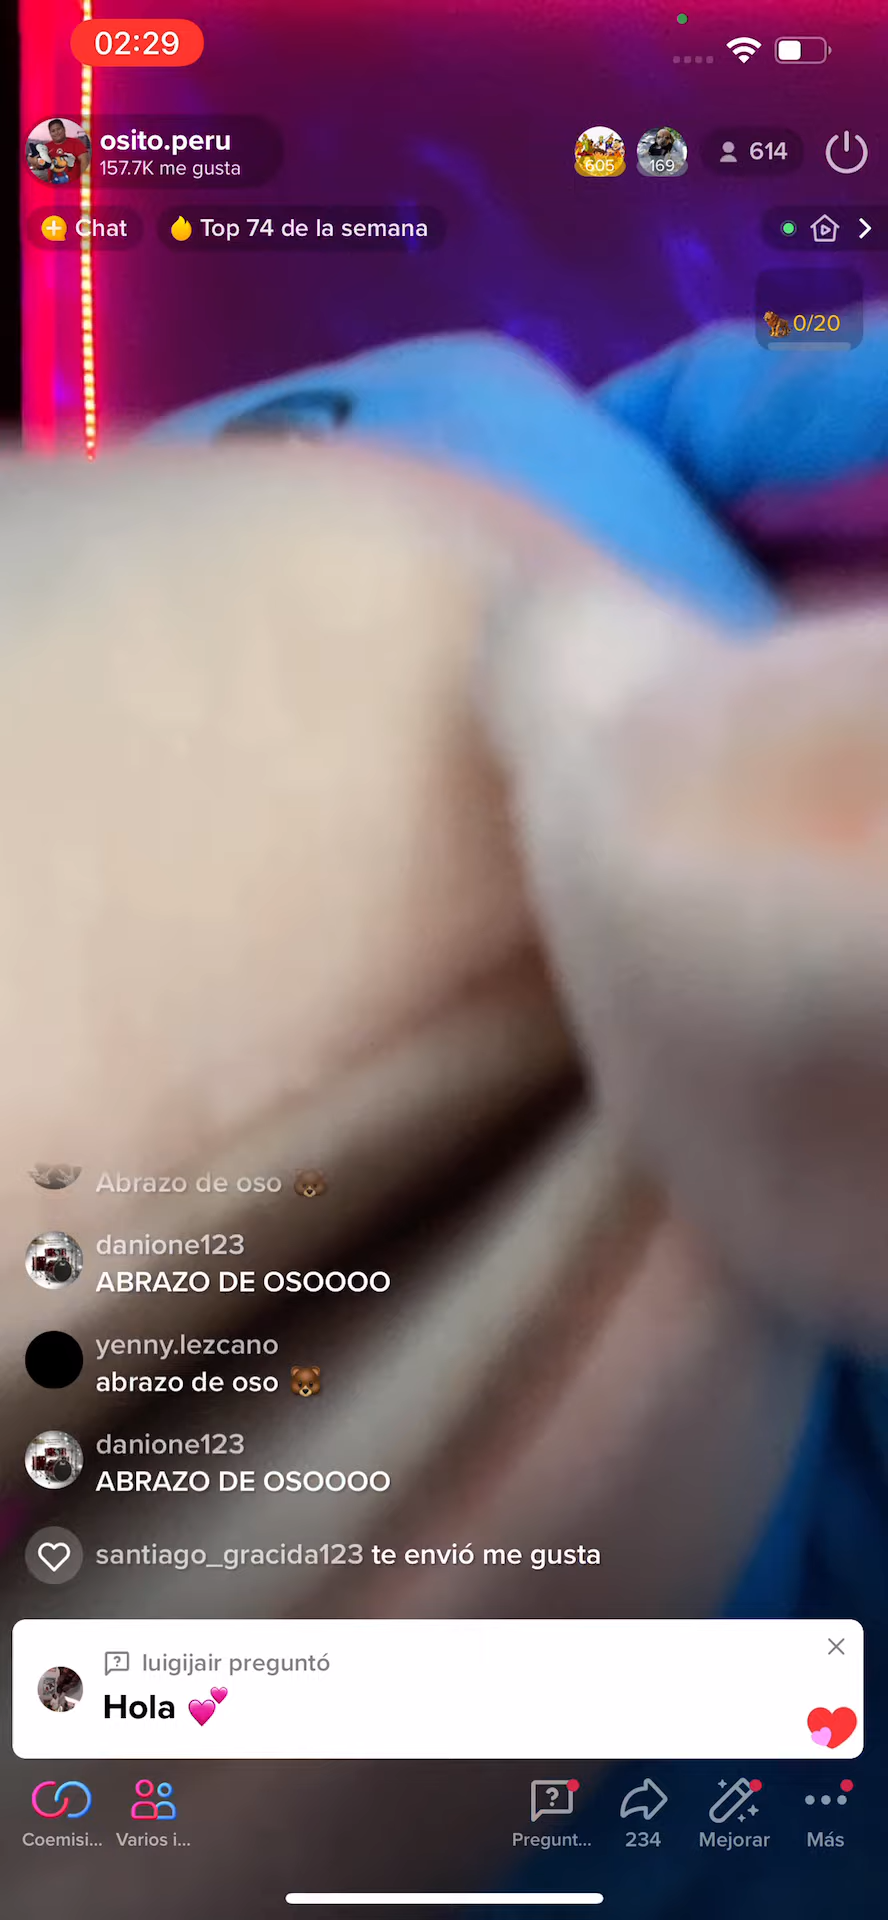 02:29
osito.peru
157.7K me gusta
605
169
614
Chat
Top 74 de la semana
0/20
Abrazo de oso 🐻
danione123
ABRAZO DE OSOOOO
yenny.lezcano
abrazo de oso 🐻
danione123
ABRAZO DE OSOOOO
santiago_gracida123 te envió me gusta
luigijair preguntó
Hola 💕
Coemisi...
Varios i...
Pregunt...
234
Mejorar
Más